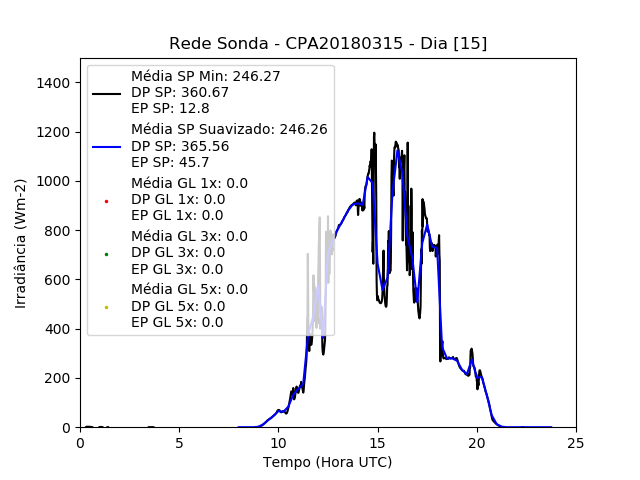 Rede Sonda - CPA20180315 - Dia [15]
Irradiância (Wm-2)
1400
1200
1000
800
600
400
200
0
Média SP Min: 246.27
DP SP: 360.67
EP SP: 12.8
Média SP Suavizado: 246.26
DP SP: 365.56
EP SP: 45.7
Média GL 1x: 0.0
DP GL 1x: 0.0
EP GL 1x: 0.0
Média GL 3x: 0.0
DP GL 3x: 0.0
EP GL 3x: 0.0
Média GL 5x: 0.0
DP GL 5x: 0.0
EP GL 5x: 0.0
0 5 10 15 20 25
Tempo (Hora UTC)